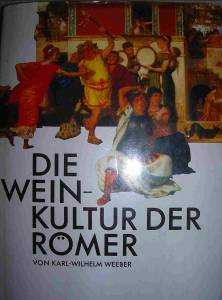 DIE
WEIN-
KULTUR DER
RÖMER
VON KARL-WILHELM WEEBER